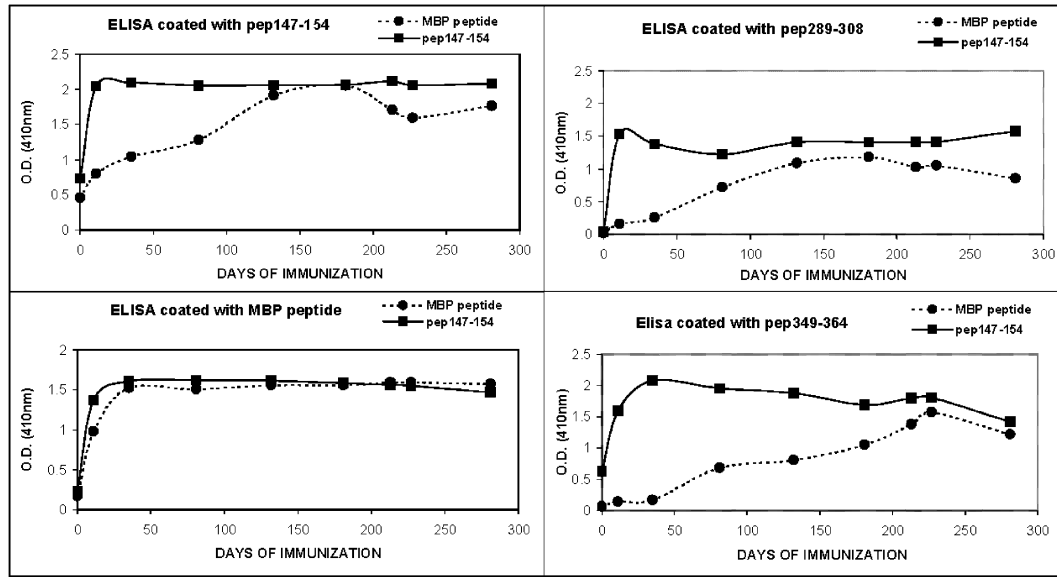 ELISA coated with pep147-154
MBP peptide
pep147-154
2.5
2
1.5
1
0.5
0
O.D. (410nm)
0 50 100 150 200 250 300
DAYS OF IMMUNIZATION
ELISA coated with pep289-308
MBP peptide
pep147-154
2.5
2
1.5
1
0.5
0
O.D. (410nm)
0 50 100 150 200 250 300
DAYS OF IMMUNIZATION
ELISA coated with MBP peptide
MBP peptide
pep147-154
2
1.5
1
0.5
0
O.D. (410nm)
0 50 100 150 200 250 300
DAYS OF IMMUNIZATION
Elisa coated with pep349-364
MBP peptide
pep147-154
2.5
2
1.5
1
0.5
0
O.D. (410nm)
0 50 100 150 200 250 300
DAYS OF IMMUNIZATION